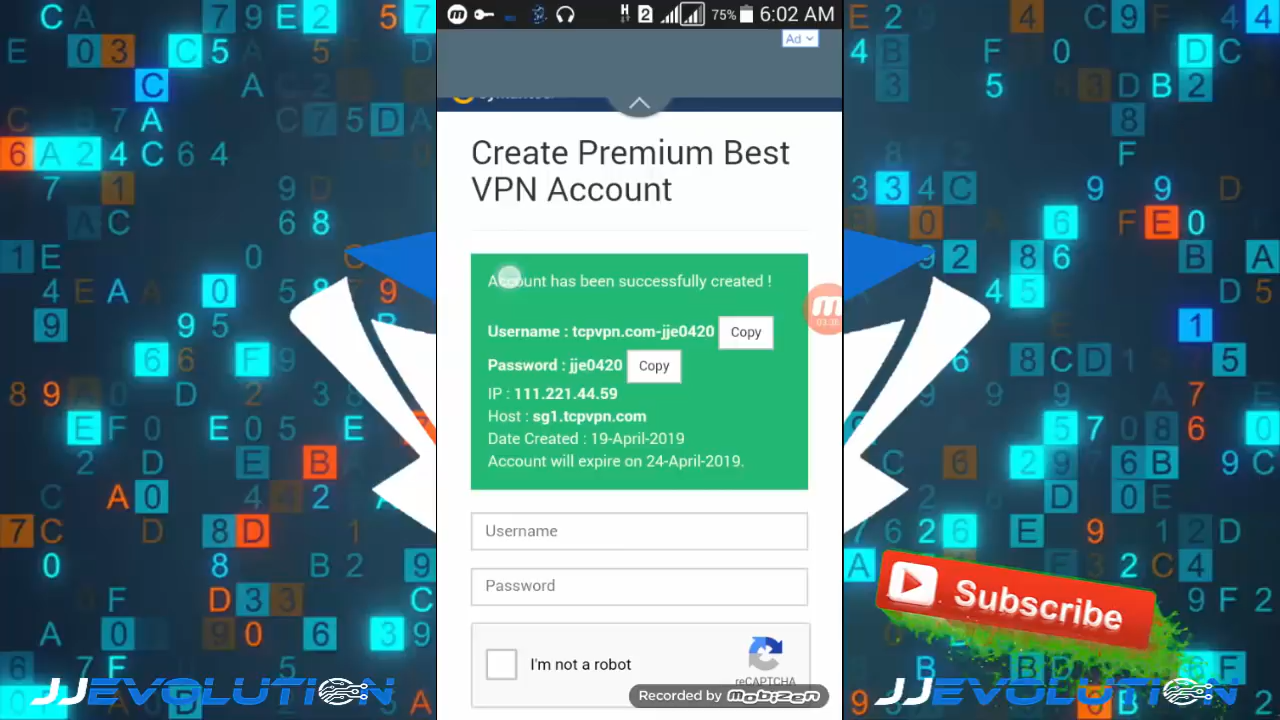 75% 6:02 AM
Ad
Create Premium Best
VPN Account
Account has been successfully created !
Username : tcpvpn.com-jje0420 Copy
Password : jje0420 Copy
IP : 111.221.44.59
Host : sg1.tcpvpn.com
Date Created : 19-April-2019
Account will expire on 24-April-2019.
Username
Password
I'm not a robot
reCAPTCHA
Recorded by mobizen
Subscribe
JJEVOLUTION
JJEVOLUTION